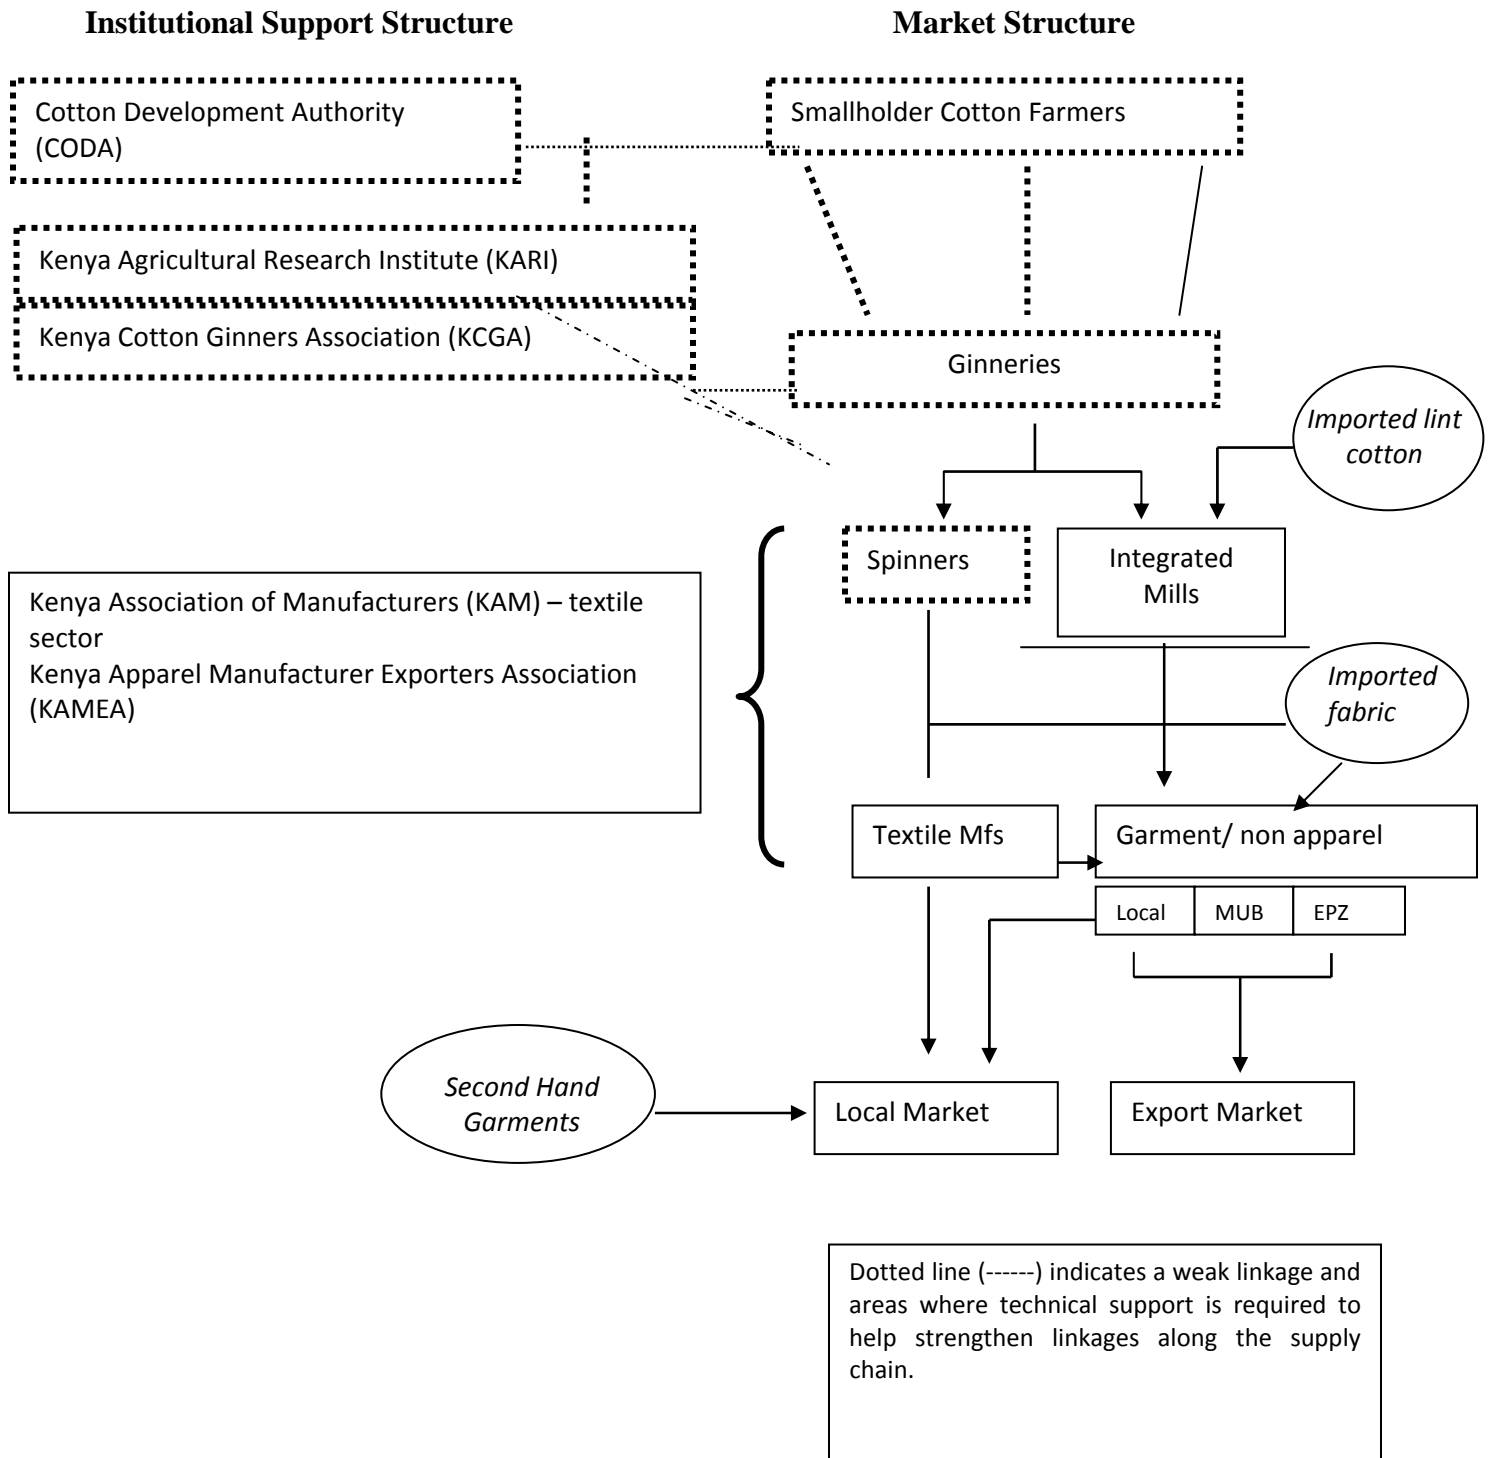 Institutional Support Structure
Market Structure
Cotton Development Authority
(CODA)
Smallholder Cotton Farmers
Kenya Agricultural Research Institute (KARI)
Kenya Cotton Ginners Association (KCGA)
Ginneries
Imported lint
cotton
Spinners
Integrated
Mills
Kenya Association of Manufacturers (KAM) – textile
sector
Kenya Apparel Manufacturer Exporters Association
(KAMEA)
Imported
fabric
Textile Mfs
Garment/ non apparel
Local
MUB
EPZ
Second Hand
Garments
Local Market
Export Market
Dotted line (------) indicates a weak linkage and
areas where technical support is required to
help strengthen linkages along the supply
chain.